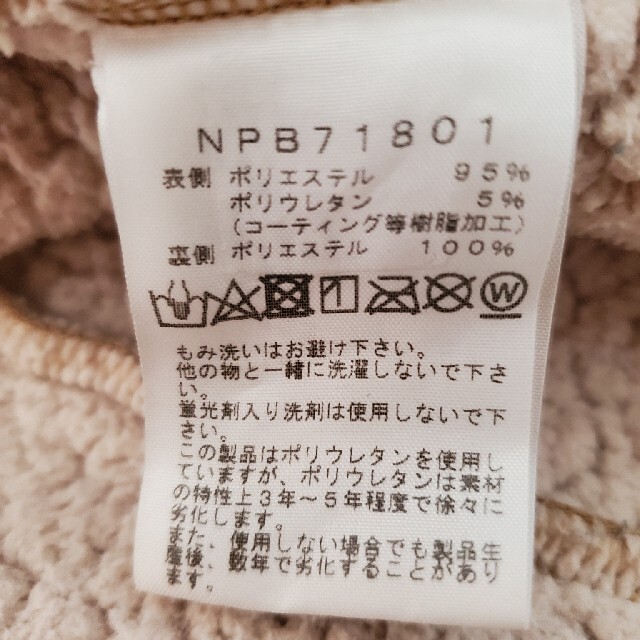 NPB71801
表側 ポリエステル 95%
ポリウレタン 5%
(コーティング等樹脂加工)
裏側 ポリエステル 100%
W
もみ洗いはお避け下さい。
他の物と一緒に洗濯しないで下さ
い。
蛍光剤入り洗剤は使用しないで下
さい。
この製品はポリウレタンを使用し
ていますが、ポリウレタンは素材
の特性上3年〜5年程度で徐々に
劣化します。
また、使用しない場合でも製品生
産後、数年で劣化することがあり
ます。